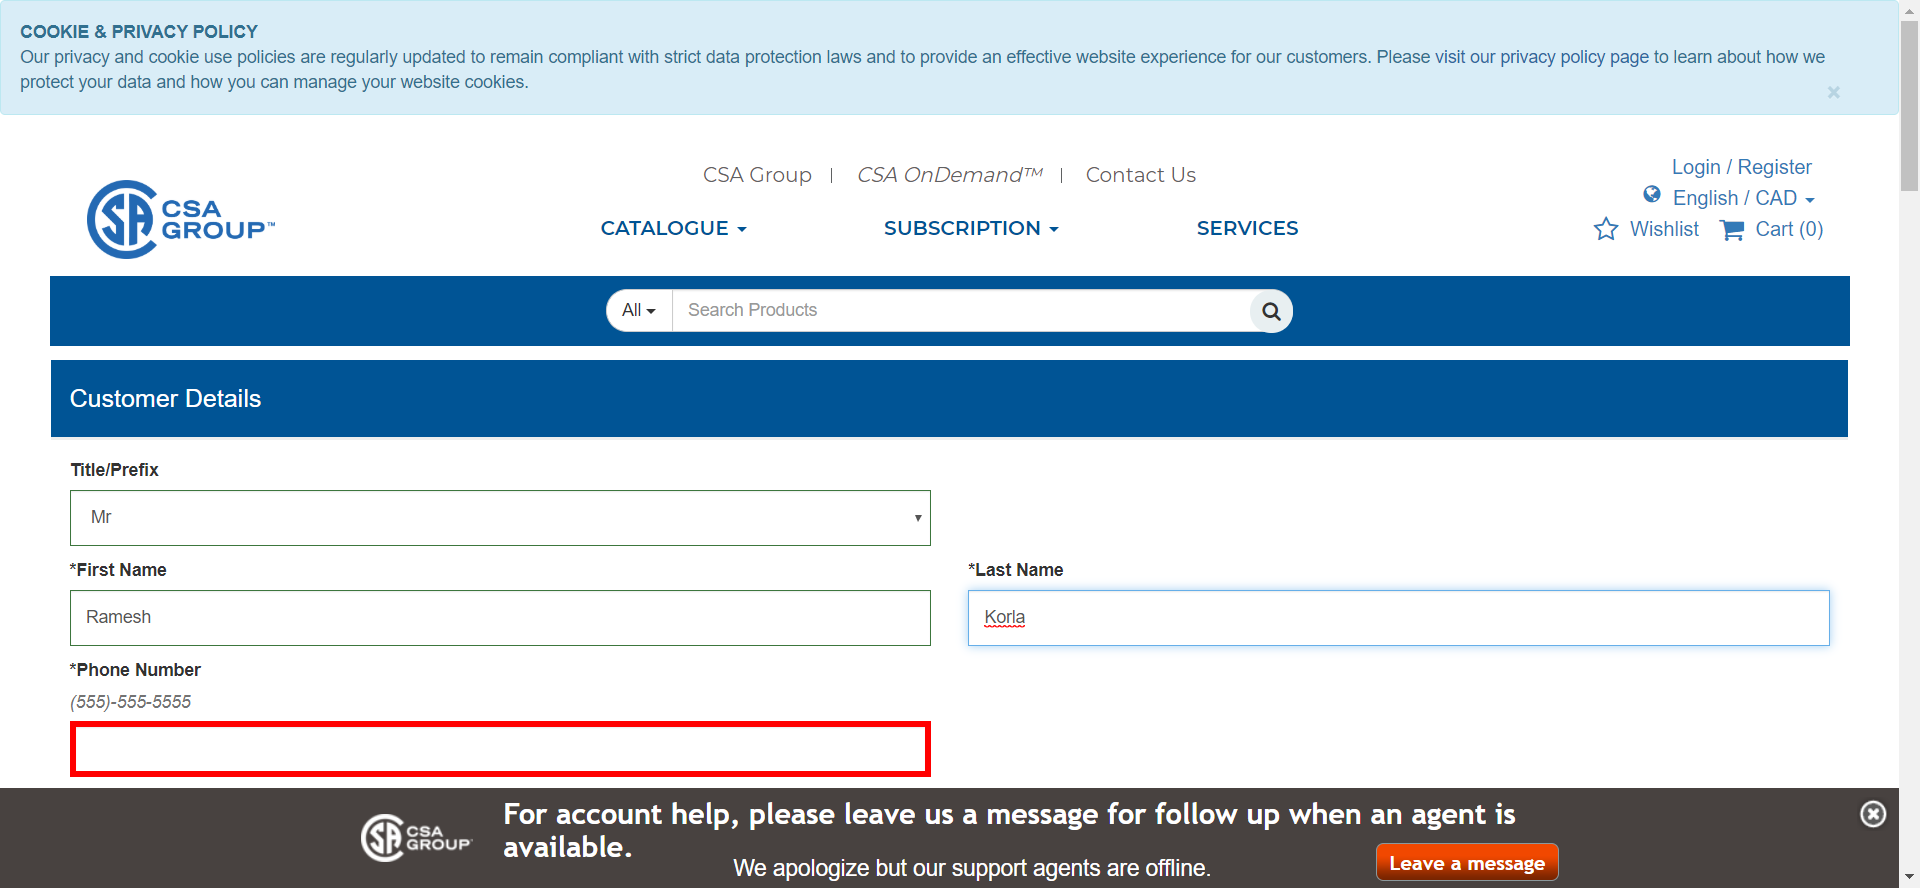 COOKIE & PRIVACY POLICY
Our privacy and cookie use policies are regularly updated to remain compliant with strict data protection laws and to provide an effective website experience for our customers. Please visit our privacy policy page to learn about how we
protect your data and how you can manage your website cookies.
×
CSA Group | CSA OnDemand™ | Contact Us
Login / Register
English / CAD
CSA GROUP™
CATALOGUE
SUBSCRIPTION
SERVICES
Wishlist
Cart (0)
All
Search Products
Customer Details
Title/Prefix
Mr
*First Name
*Last Name
Ramesh
Korla
*Phone Number
(555)-555-5555
CSA GROUP
For account help, please leave us a message for follow up when an agent is
available.
We apologize but our support agents are offline.
Leave a message